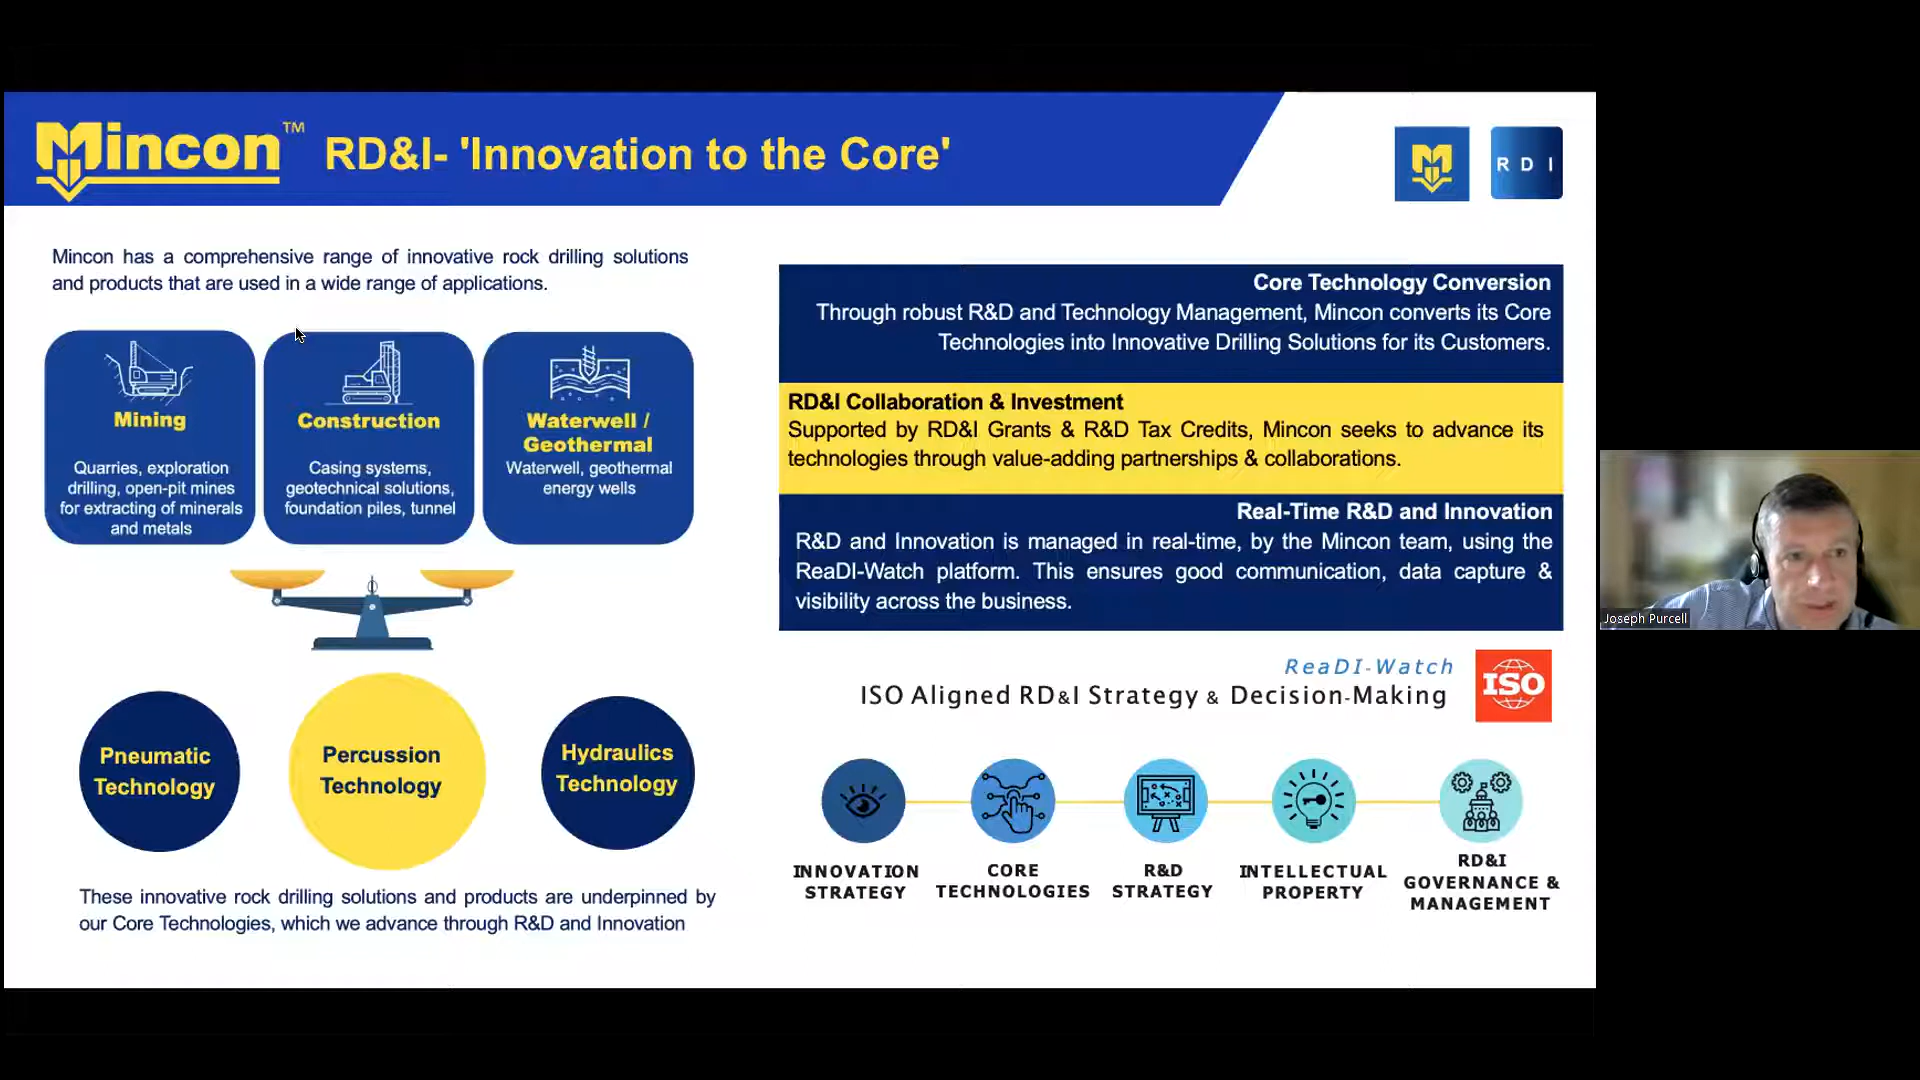 Mincon™ RD&I- 'Innovation to the Core'
R D I
Mincon has a comprehensive range of innovative rock drilling solutions
and products that are used in a wide range of applications.
Mining
Quarries, exploration
drilling, open-pit mines
for extracting of minerals
and metals
Construction
Casing systems,
geotechnical solutions,
foundation piles, tunnel
Waterwell /
Geothermal
Waterwell, geothermal
energy wells
Pneumatic
Technology
Percussion
Technology
Hydraulics
Technology
These innovative rock drilling solutions and products are underpinned by
our Core Technologies, which we advance through R&D and Innovation
Core Technology Conversion
Through robust R&D and Technology Management, Mincon converts its Core
Technologies into Innovative Drilling Solutions for its Customers.
RD&I Collaboration & Investment
Supported by RD&I Grants & R&D Tax Credits, Mincon seeks to advance its
technologies through value-adding partnerships & collaborations.
Real-Time R&D and Innovation
R&D and Innovation is managed in real-time, by the Mincon team, using the
ReaDI-Watch platform. This ensures good communication, data capture &
visibility across the business.
ReaDI-Watch
ISO Aligned RD&I Strategy & Decision-Making
ISO
INNOVATION
STRATEGY
CORE
TECHNOLOGIES
R&D
STRATEGY
INTELLECTUAL
PROPERTY
RD&I
GOVERNANCE &
MANAGEMENT
Joseph Purcell